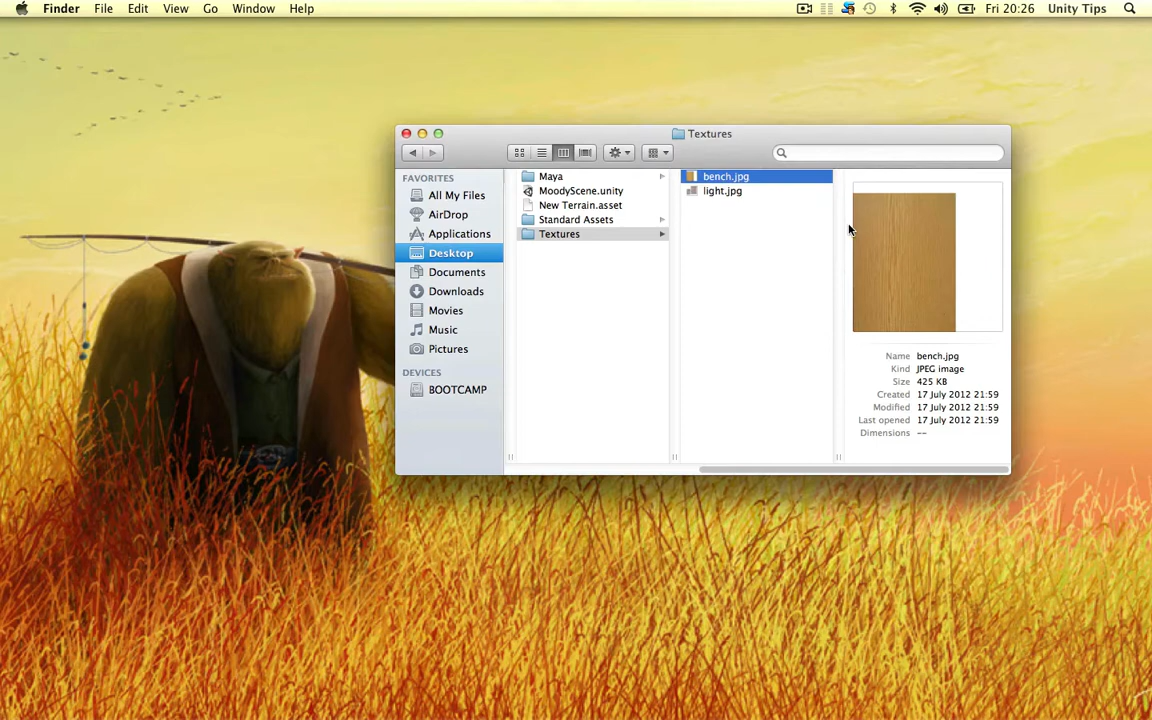 Finder File Edit View Go Window Help Fri 20:26 Unity Tips
Textures
FAVORITES
All My Files
AirDrop
Applications
Desktop
Documents
Downloads
Movies
Music
Pictures
DEVICES
BOOTCAMP
Maya
MoodyScene.unity
New Terrain.asset
Standard Assets
Textures
bench.jpg
light.jpg
Name bench.jpg
Kind JPEG image
Size 425 KB
Created 17 July 2012 21:59
Modified 17 July 2012 21:59
Last opened 17 July 2012 21:59
Dimensions --